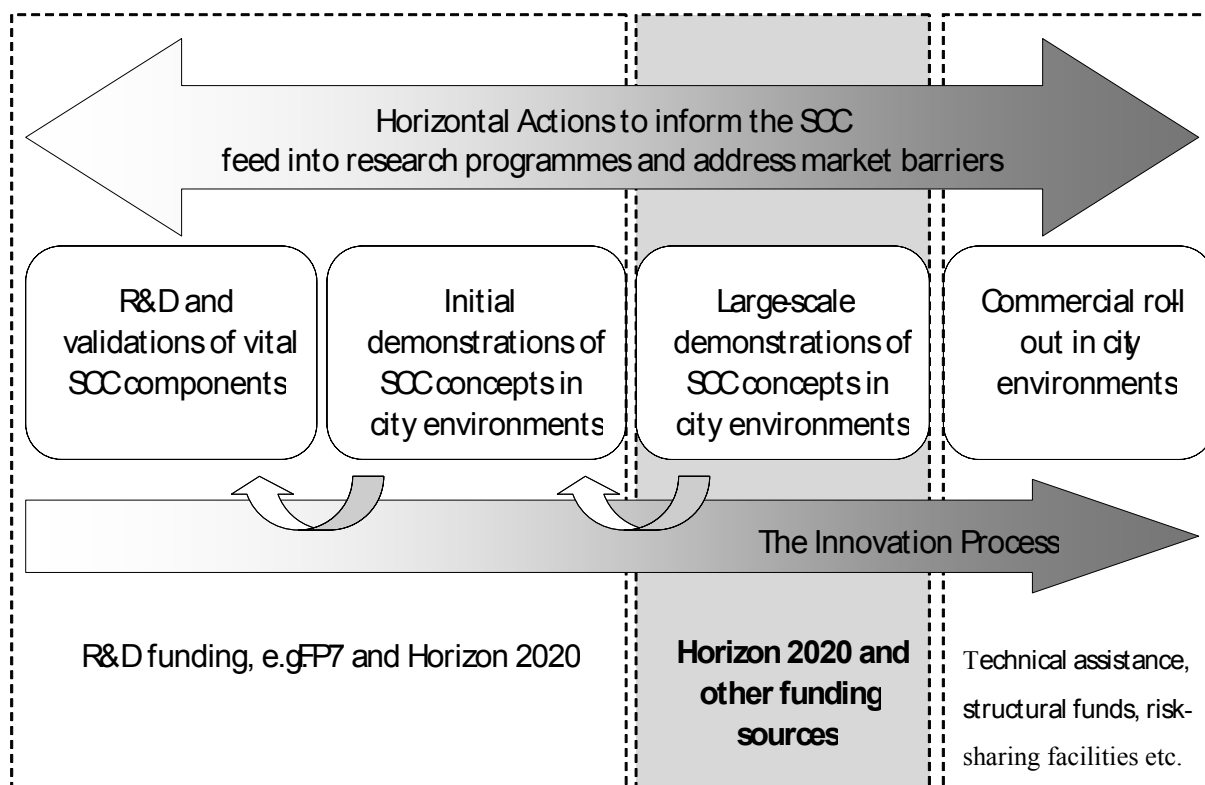 Horizontal Actions to inform the SCC
feed into research programmes and address market barriers
R&D and
validations of vital
SCC components
Initial
demonstrations of
SCC concepts in
city environments
Large-scale
demonstrations of
SCC concepts in
city environments
Commercial roll-
out in city
environments
The Innovation Process
R&D funding, e.g.FP7 and Horizon 2020
Horizon 2020 and
other funding
sources
Technical assistance,
structural funds, risk-
sharing facilities etc.